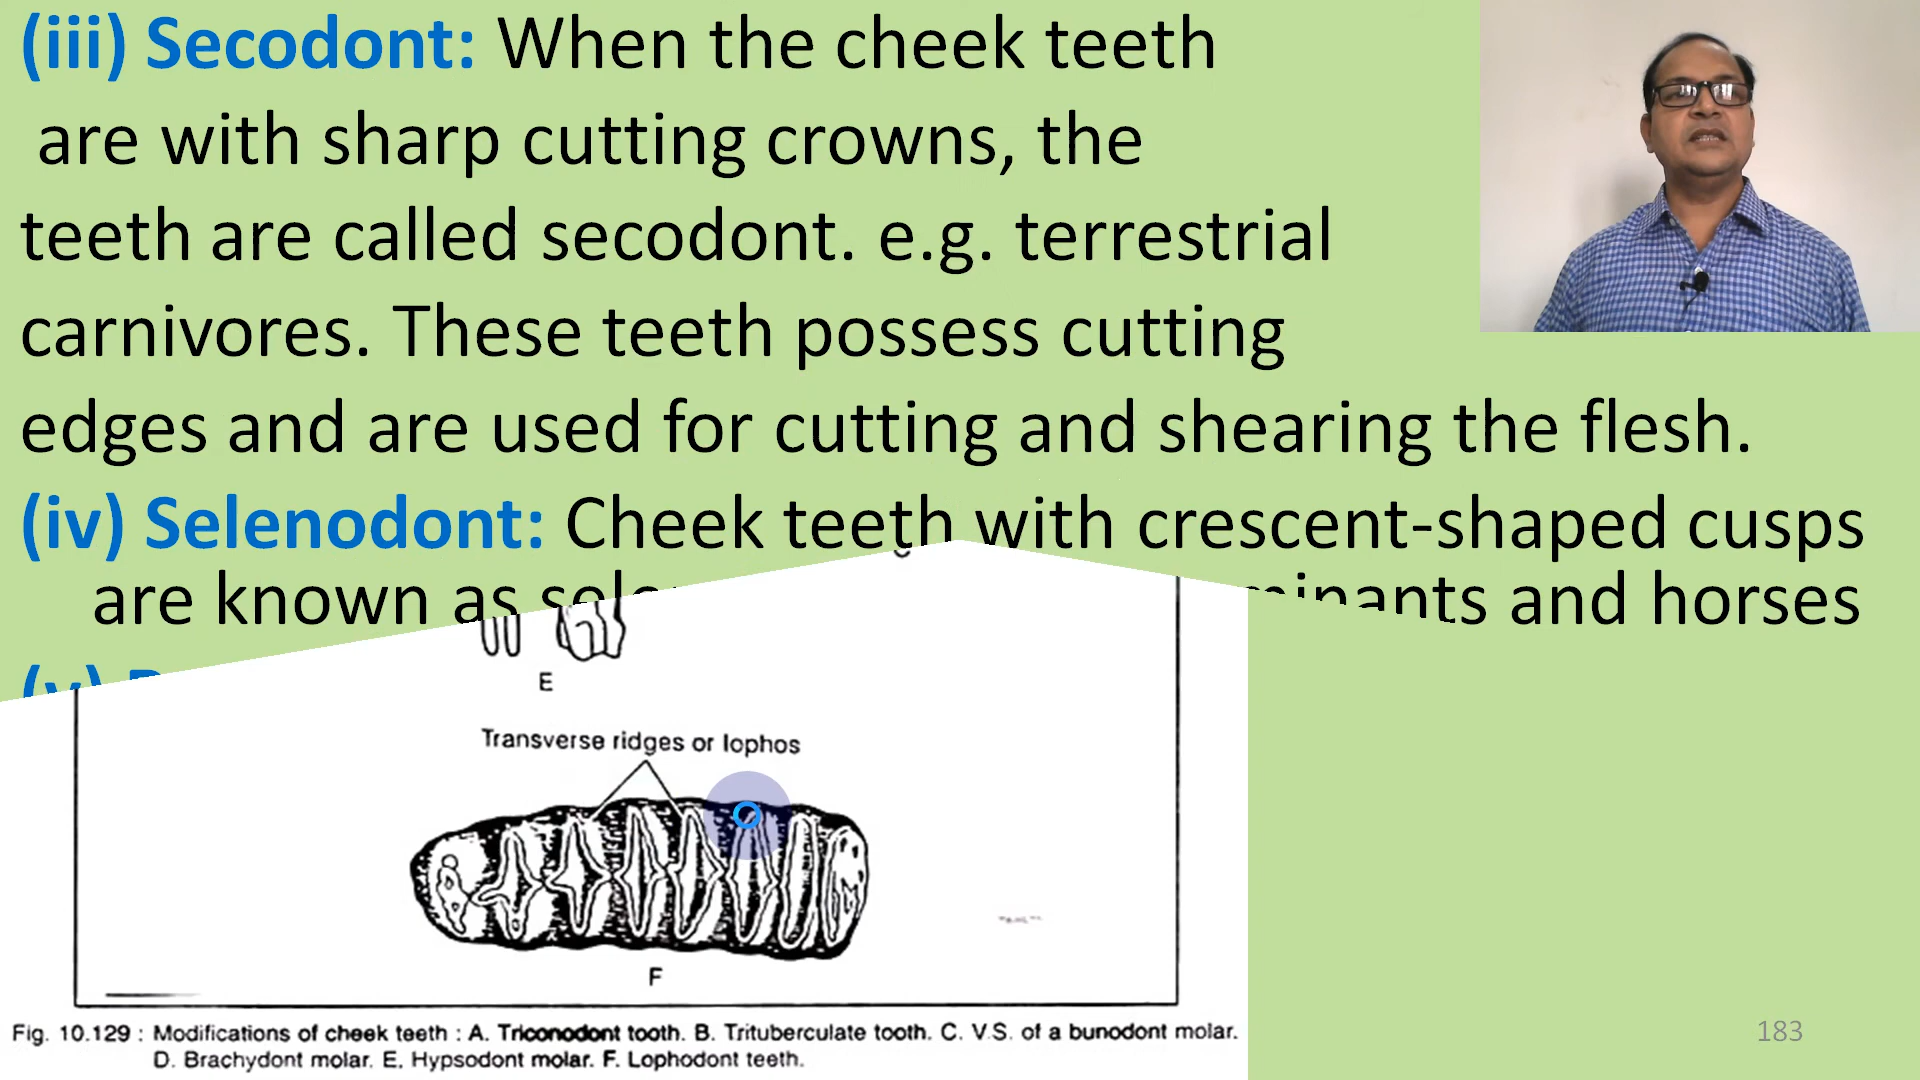 (iii) Secodont: When the cheek teeth
are with sharp cutting crowns, the
teeth are called secodont. e.g. terrestrial
carnivores. These teeth possess cutting
edges and are used for cutting and shearing the flesh.
(iv) Selenodont: Cheek teeth with crescent-shaped cusps
are known as and horses
(v)
E
Transverse ridges or lophos
F
Fig. 10.129 : Modifications of cheek teeth : A. Triconodont tooth. B. Trituberculate tooth. C. V.S. of a bunodont molar.
D. Brachydont molar. E. Hypsodont molar. F. Lophodont teeth.
183